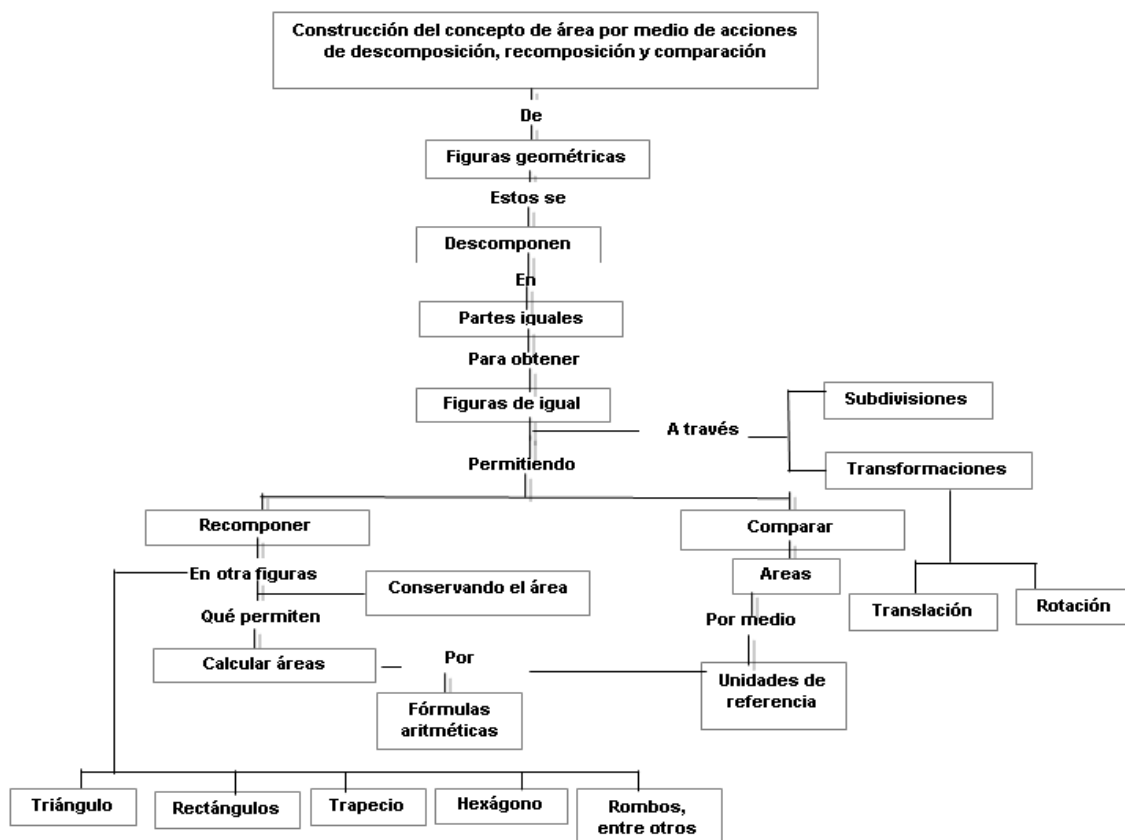 Construcción del concepto de área por medio de acciones
de descomposición, recomposición y comparación
De
Figuras geométricas
Estos se
Descomponen
En
Partes iguales
Para obtener
Figuras de igual
A través
Subdivisiones
Transformaciones
Permitiendo
Recomponer
Comparar
En otra figuras
Conservando el área
Areas
Translación
Rotación
Qué permiten
Por medio
Calcular áreas
Por
Unidades de
referencia
Fórmulas
aritméticas
Triángulo
Rectángulos
Trapecio
Hexágono
Rombos,
entre otros